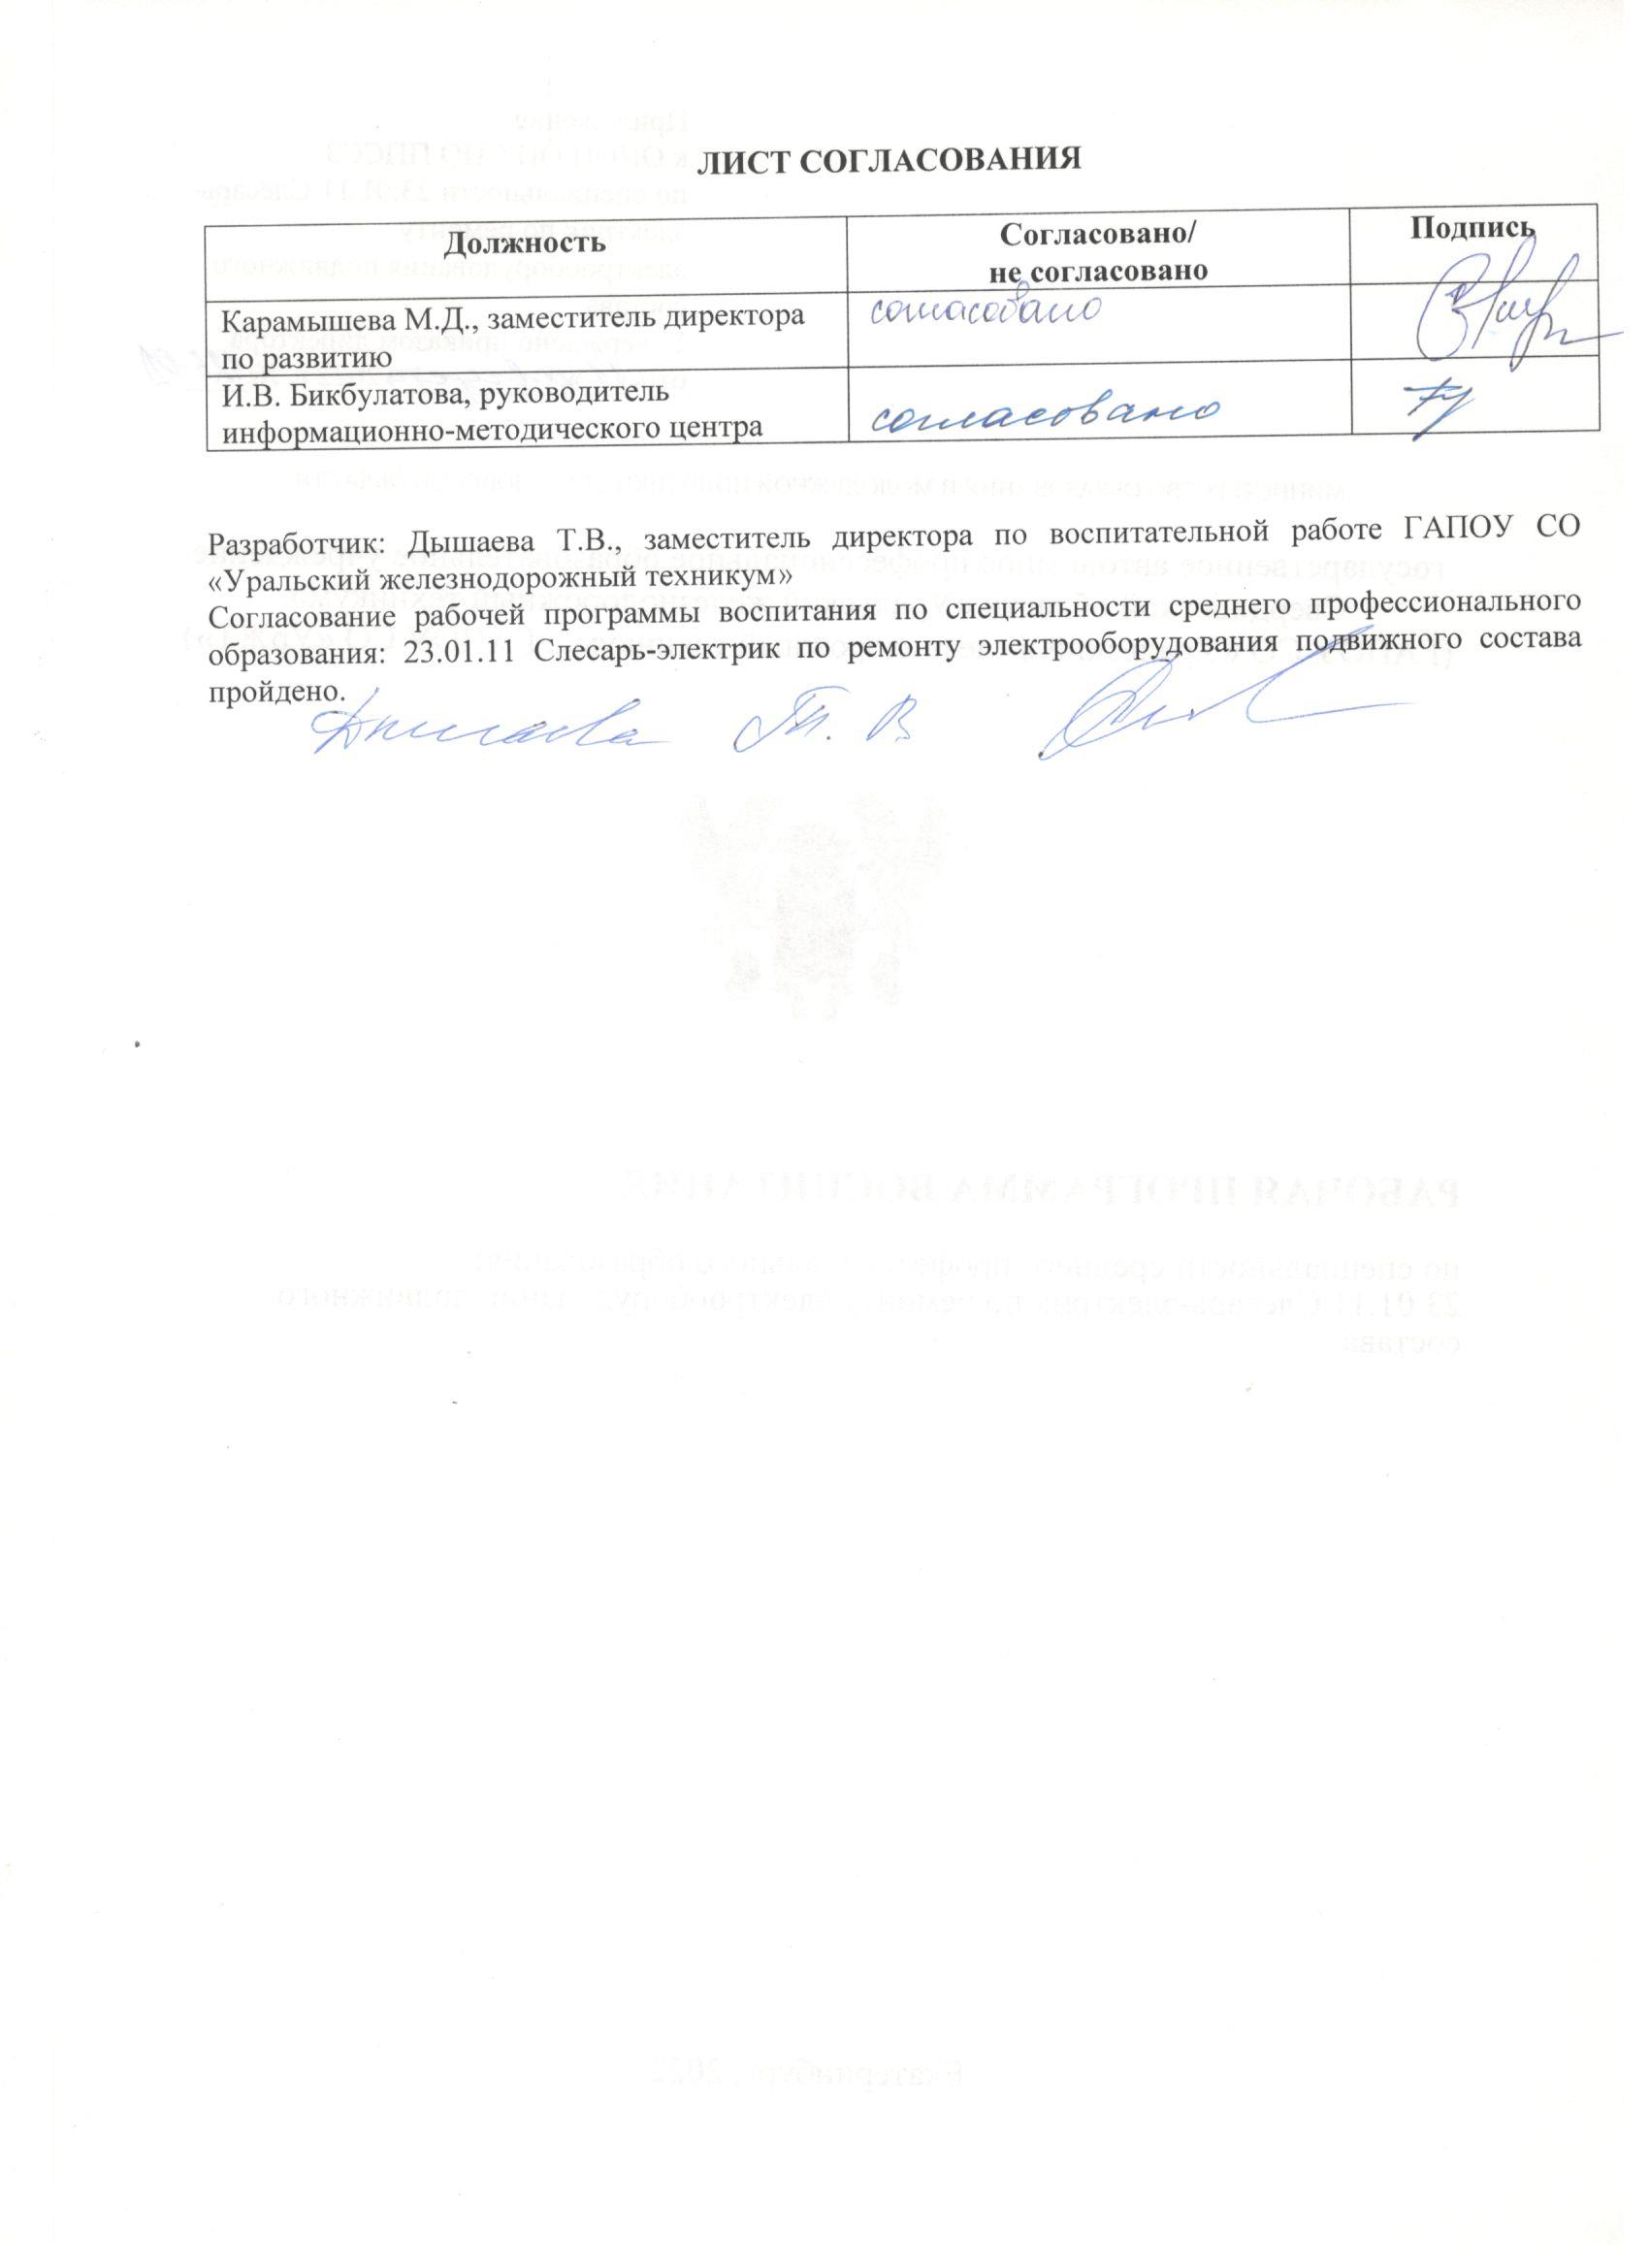 ЛИСТ СОГЛАСОВАНИЯ
Должность Согласовано/ Подпись
не согласовано
Карамышева М.Д., заместитель директора согласовано
по развитию
И.В. Бикбулатова, руководитель согласовано
информационно-методического центра
Разработчик: Дышаева Т.В., заместитель директора по воспитательной работе ГАПОУ СО
«Уральский железнодорожный техникум»
Согласование рабочей программы воспитания по специальности среднего профессионального
образования: 23.01.11 Слесарь-электрик по ремонту электрооборудования подвижного состава
пройдено.
Дышаева Т. В